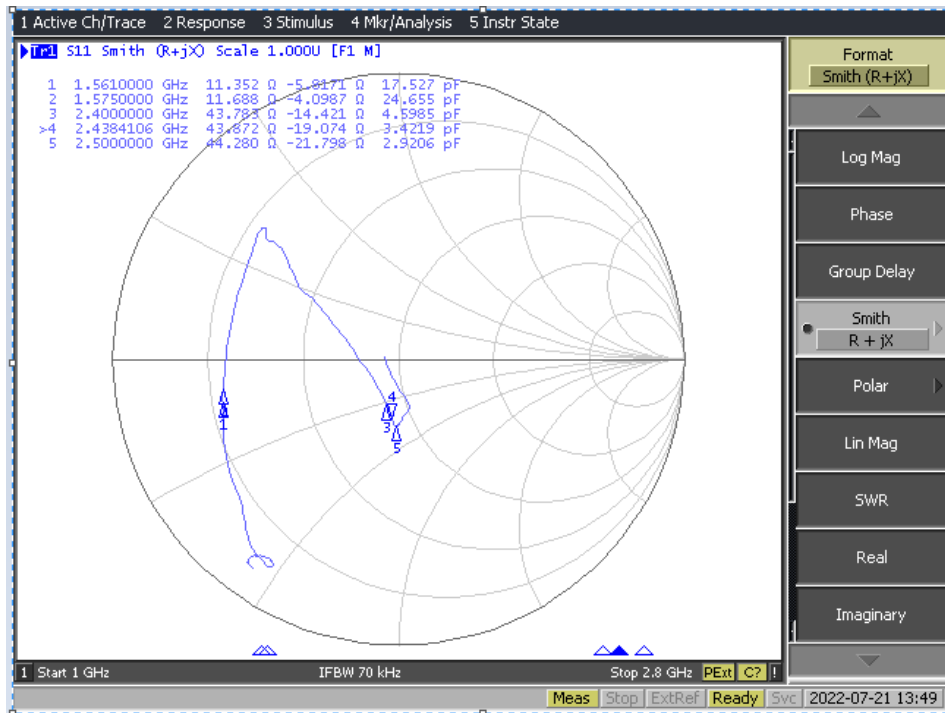 1 Active Ch/Trace 2 Response 3 Stimulus 4 Mkr/Analysis 5 Instr State
Tr1 S11 Smith (R+jX) Scale 1.000U [F1 M]
1 1.5610000 GHz 11.352 Ω -5.8171 Ω 17.527 pF
2 1.5750000 GHz 11.688 Ω -4.0987 Ω 24.655 pF
3 2.4000000 GHz 43.783 Ω -14.421 Ω 4.5985 pF
>4 2.4384106 GHz 43.872 Ω -19.074 Ω 3.4219 pF
5 2.5000000 GHz 44.280 Ω -21.798 Ω 2.9206 pF
4
1
3
5
Format
Smith (R+jX)
Log Mag
Phase
Group Delay
Smith
R + jX
Polar
Lin Mag
SWR
Real
Imaginary
1 Start 1 GHz IFBW 70 kHz Stop 2.8 GHz PExt C? !
Meas Stop ExtRef Ready Svc 2022-07-21 13:49